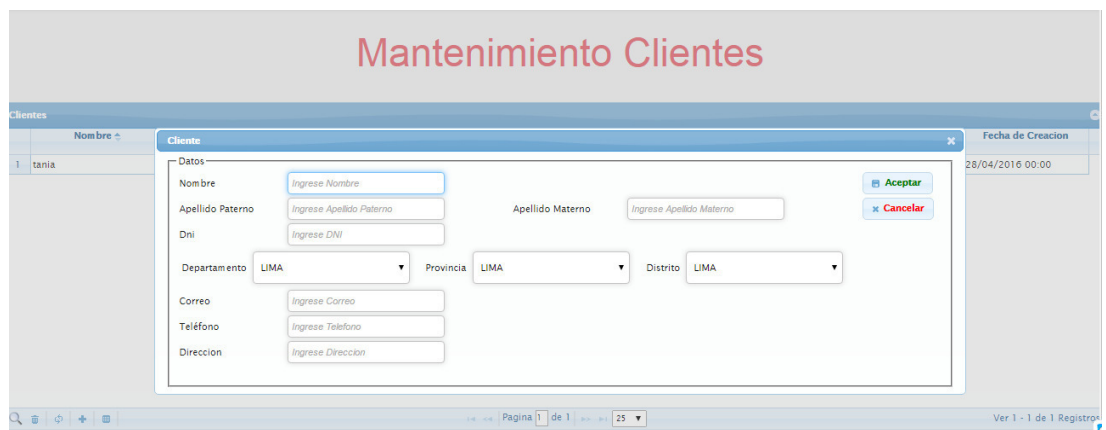 Mantenimiento Clientes
Clientes
Nombre
Fecha de Creacion
1 tania
28/04/2016 00:00
Cliente
Datos
Nombre Ingrese Nombre
Aceptar
Apellido Paterno Ingrese Apellido Paterno Apellido Materno Ingrese Apellido Materno
Cancelar
Dni Ingrese DNI
Departamento LIMA Provincia LIMA Distrito LIMA
Correo Ingrese Correo
Teléfono Ingrese Telefono
Direccion Ingrese Direccion
Pagina 1 de 1 25 Ver 1 - 1 de 1 Registros